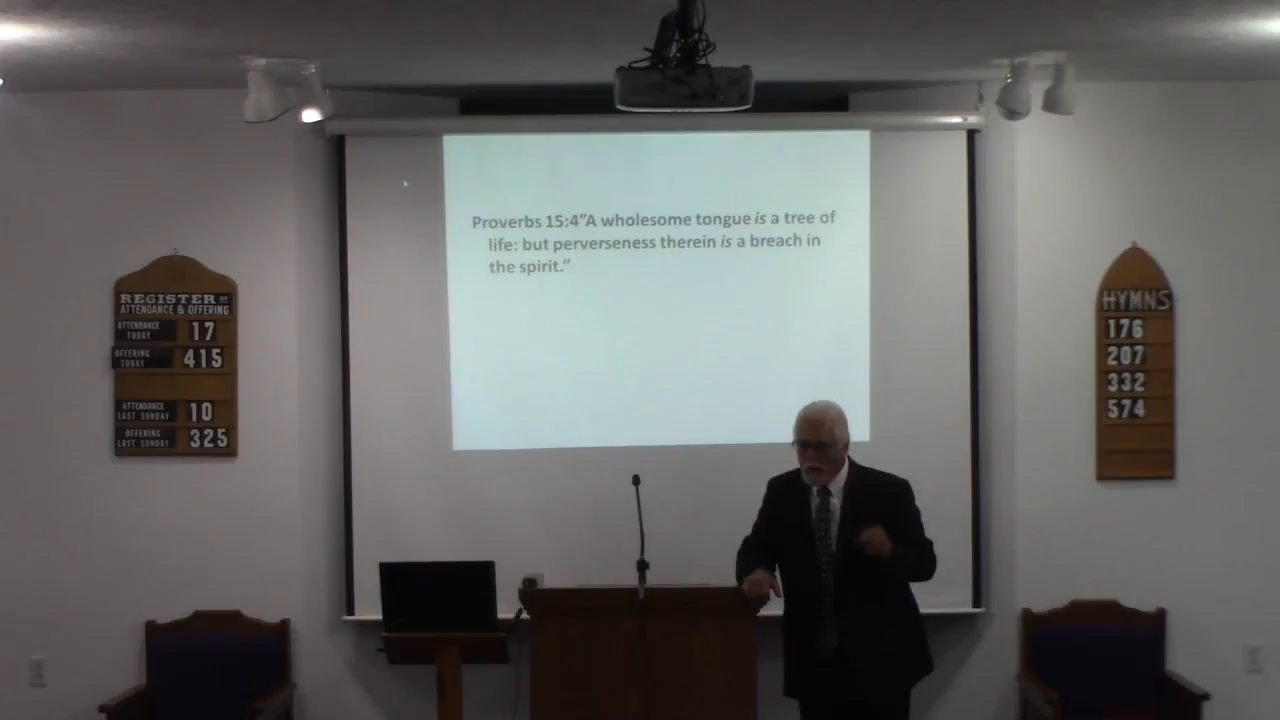 Proverbs 15:4"A wholesome tongue is a tree of
life: but perverseness therein is a breach in
the spirit."
REGISTER OF
ATTENDANCE & OFFERING
ATTENDANCE
TODAY
17
OFFERING
TODAY
415
ATTENDANCE
LAST SUNDAY
10
OFFERING
LAST SUNDAY
325
HYMNS
176
207
332
574